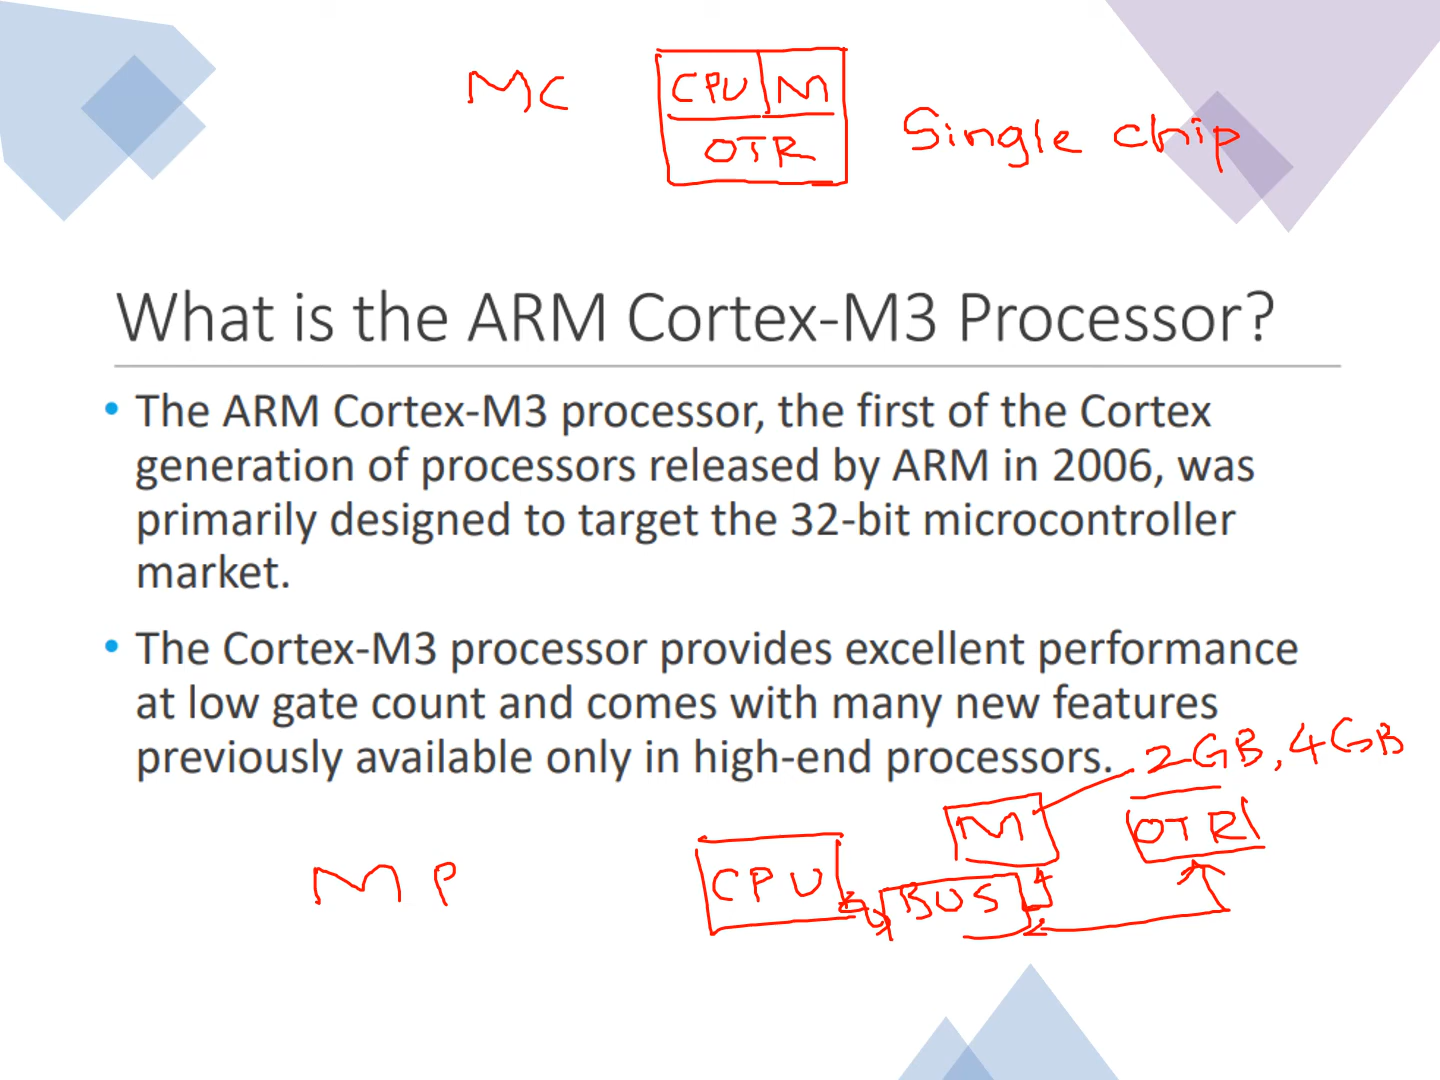 MC
CPU M
OTR
Single chip
What is the ARM Cortex-M3 Processor?
• The ARM Cortex-M3 processor, the first of the Cortex
generation of processors released by ARM in 2006, was
primarily designed to target the 32-bit microcontroller
market.
• The Cortex-M3 processor provides excellent performance
at low gate count and comes with many new features
previously available only in high-end processors.
2GB, 4GB
M
OTR
MP
CPU
BUS